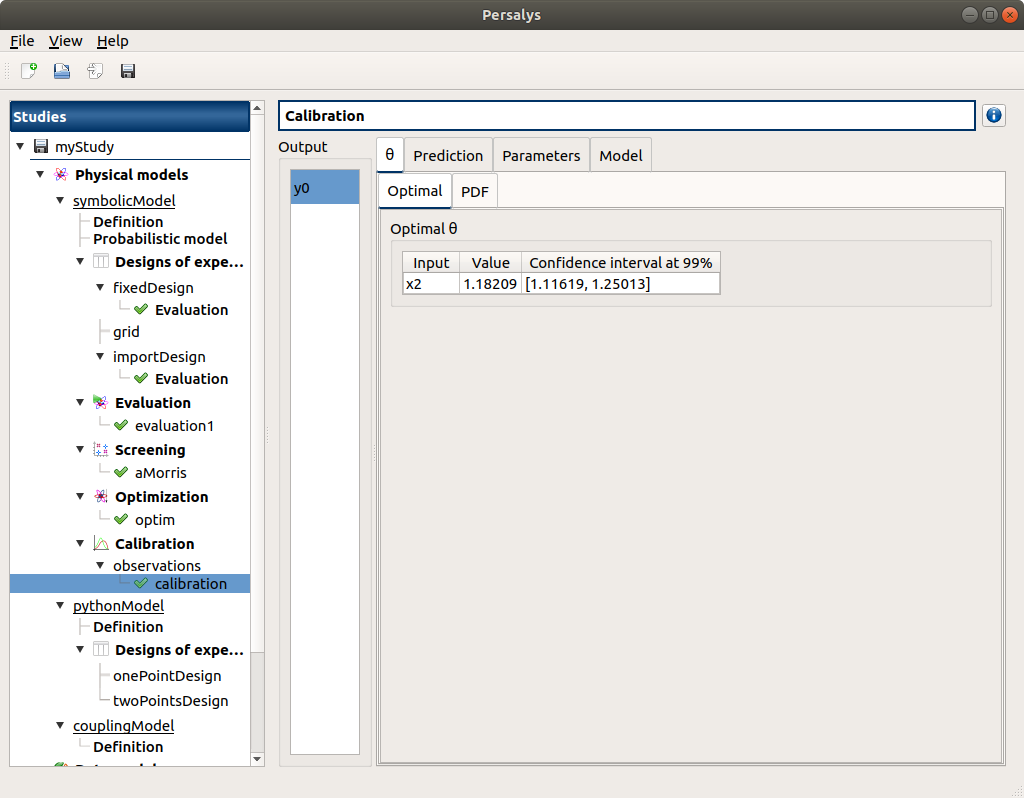 Persalys
File View Help
Studies
myStudy
Physical models
symbolicModel
Definition
Probabilistic model
Designs of expe...
fixedDesign
Evaluation
grid
importDesign
Evaluation
Evaluation
evaluation1
Screening
aMorris
Optimization
optim
Calibration
observations
calibration
pythonModel
Definition
Designs of expe...
onePointDesign
twoPointsDesign
couplingModel
Definition
Calibration
Output
y0
θ Prediction Parameters Model
Optimal PDF
Optimal θ
Input Value Confidence interval at 99%
x2 1.18209 [1.11619, 1.25013]